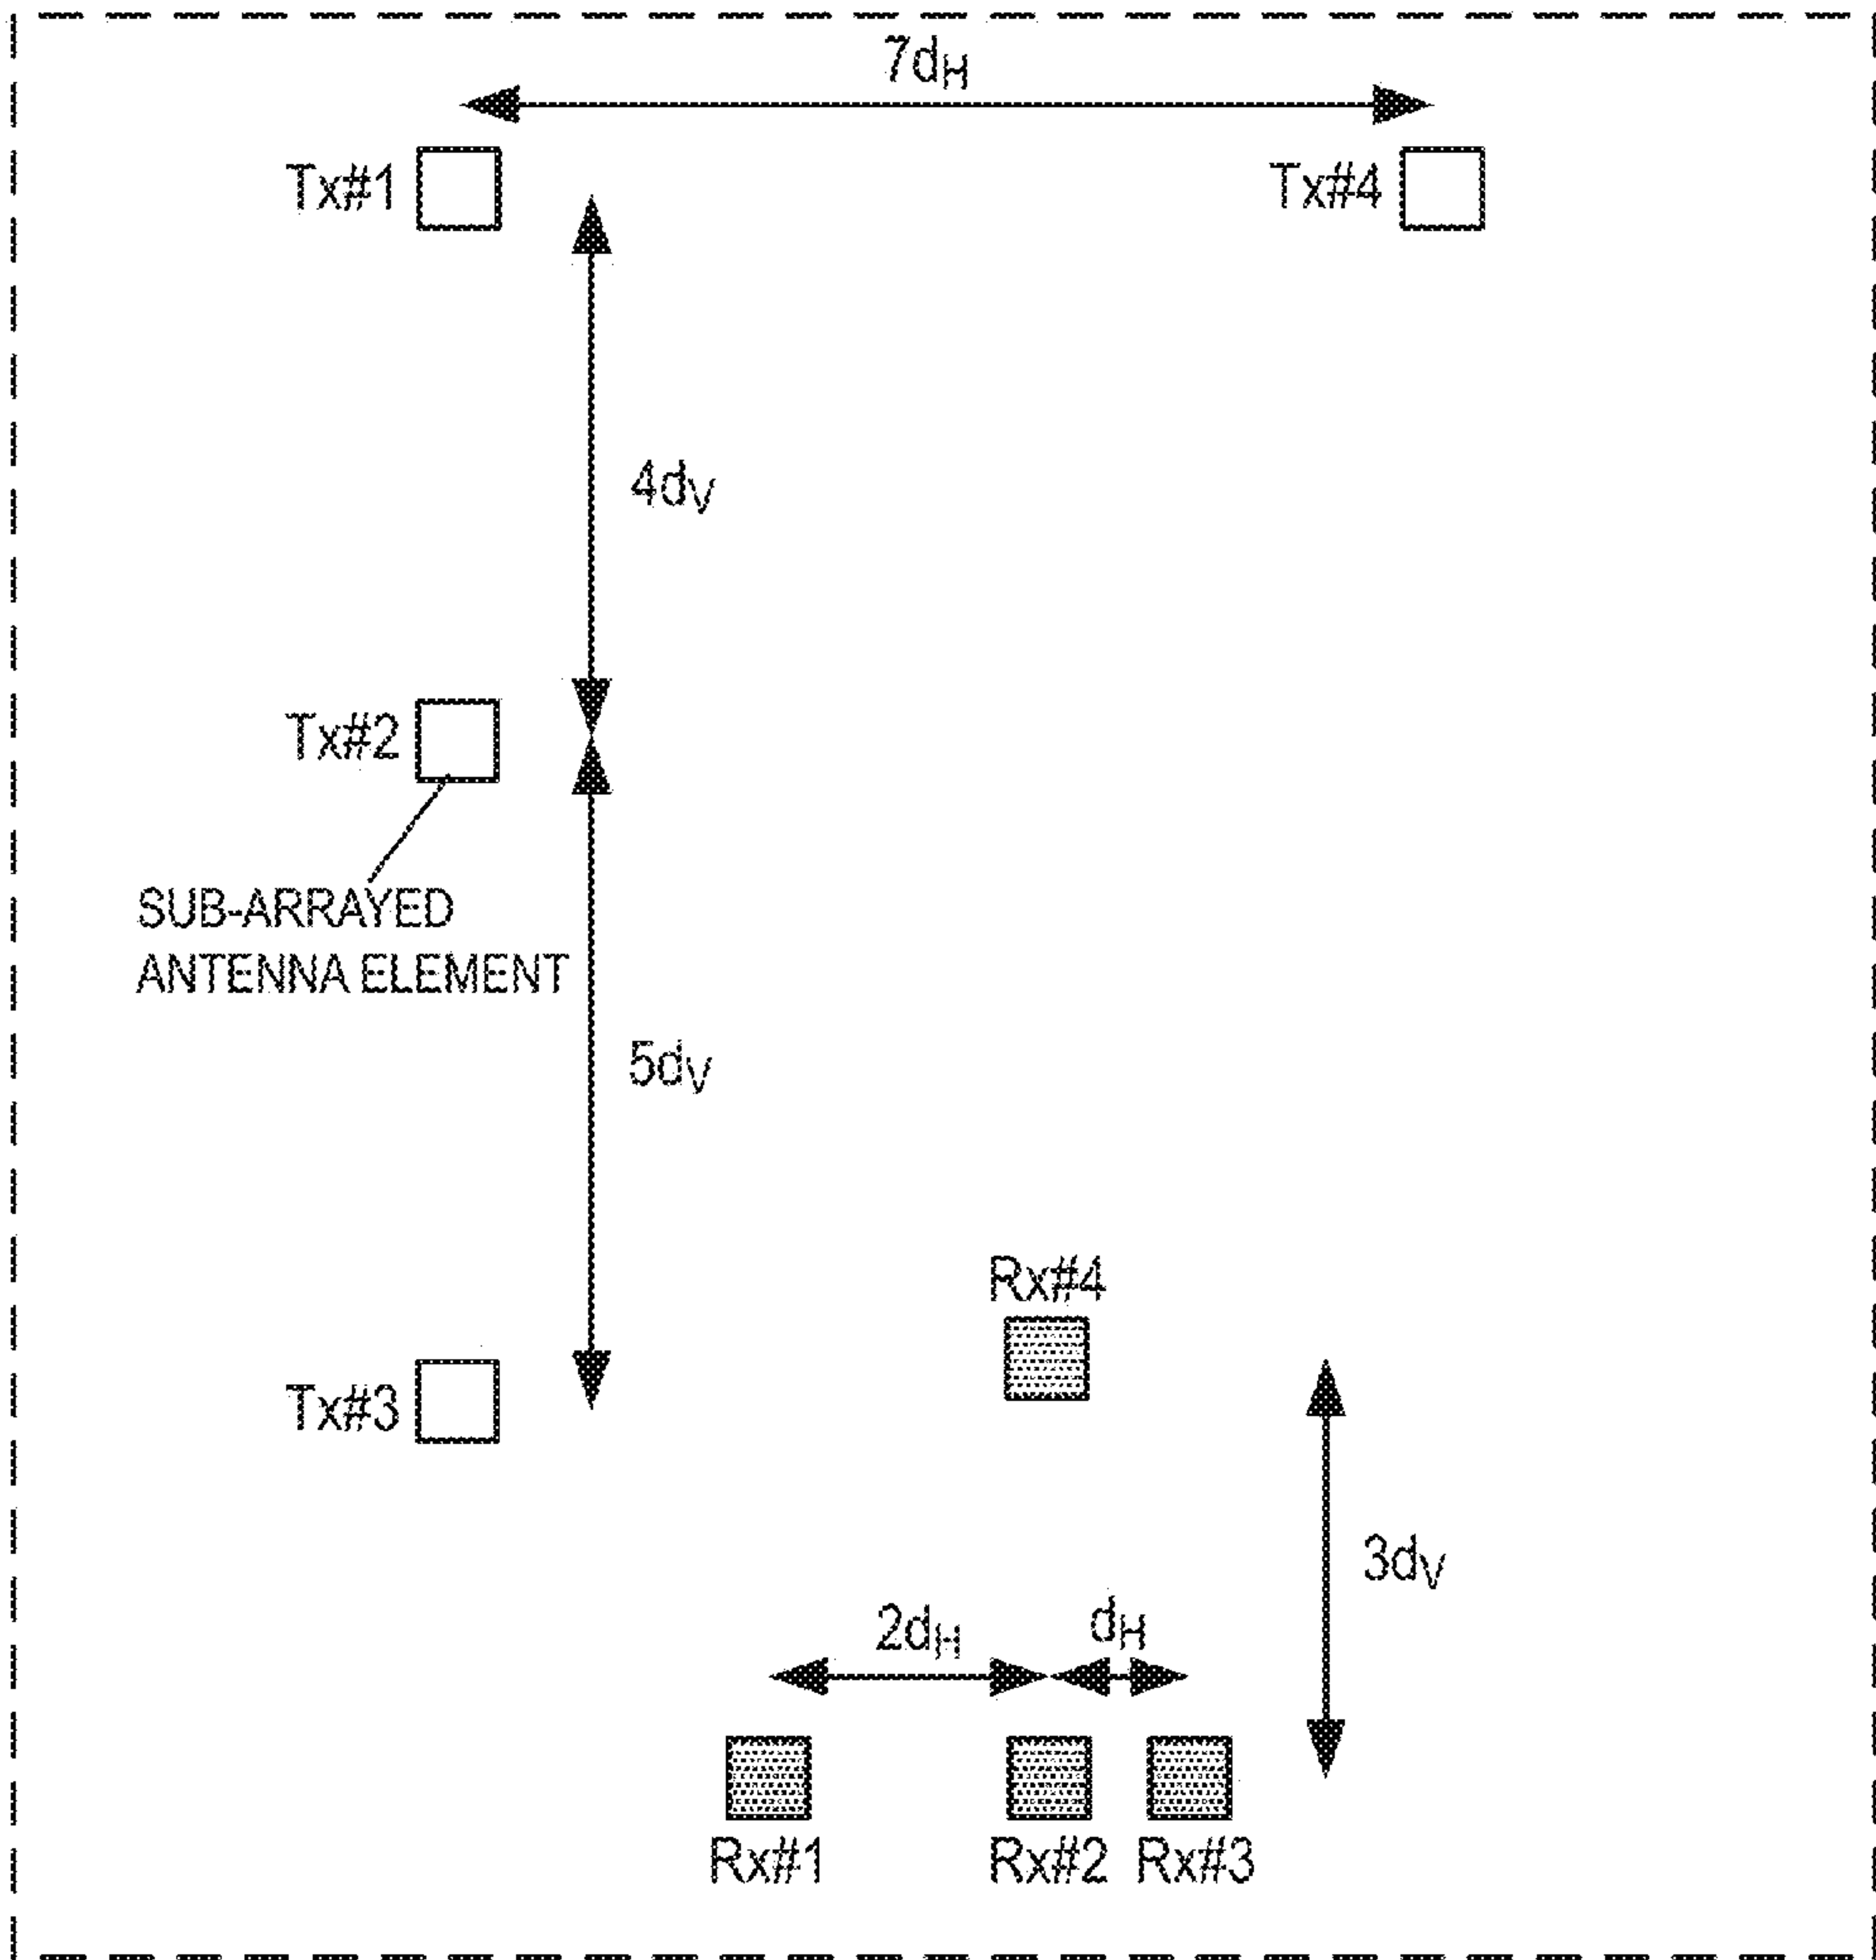 7dH
Tx#1
Tx#4
4dV
Tx#2
SUB-ARRAYED
ANTENNA ELEMENT
5dV
Rx#4
Tx#3
3dV
2dH
dH
Rx#1
Rx#2
Rx#3